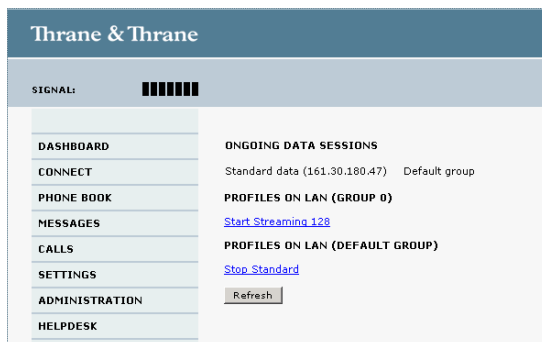 Thrane & Thrane
SIGNAL:
DASHBOARD
CONNECT
PHONE BOOK
MESSAGES
CALLS
SETTINGS
ADMINISTRATION
HELPDESK
ONGOING DATA SESSIONS
Standard data (161.30.180.47) Default group
PROFILES ON LAN (GROUP 0)
Start Streaming 128
PROFILES ON LAN (DEFAULT GROUP)
Stop Standard
Refresh